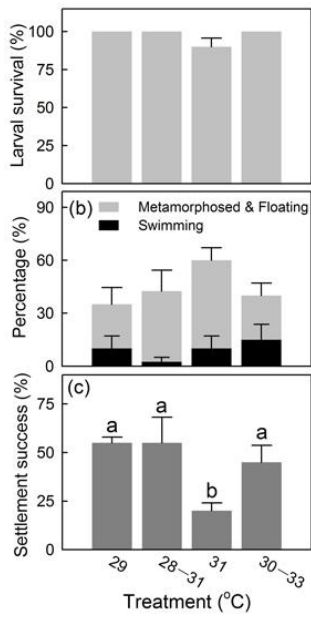 Larval survival (%)
100
75
50
25
0
(b)
Metamorphosed & Floating
Swimming
Percentage (%)
90
60
30
0
(c)
Settlement success (%)
75
50
25
0
a
a
b
a
29
28–31
31
30–33
Treatment (°C)